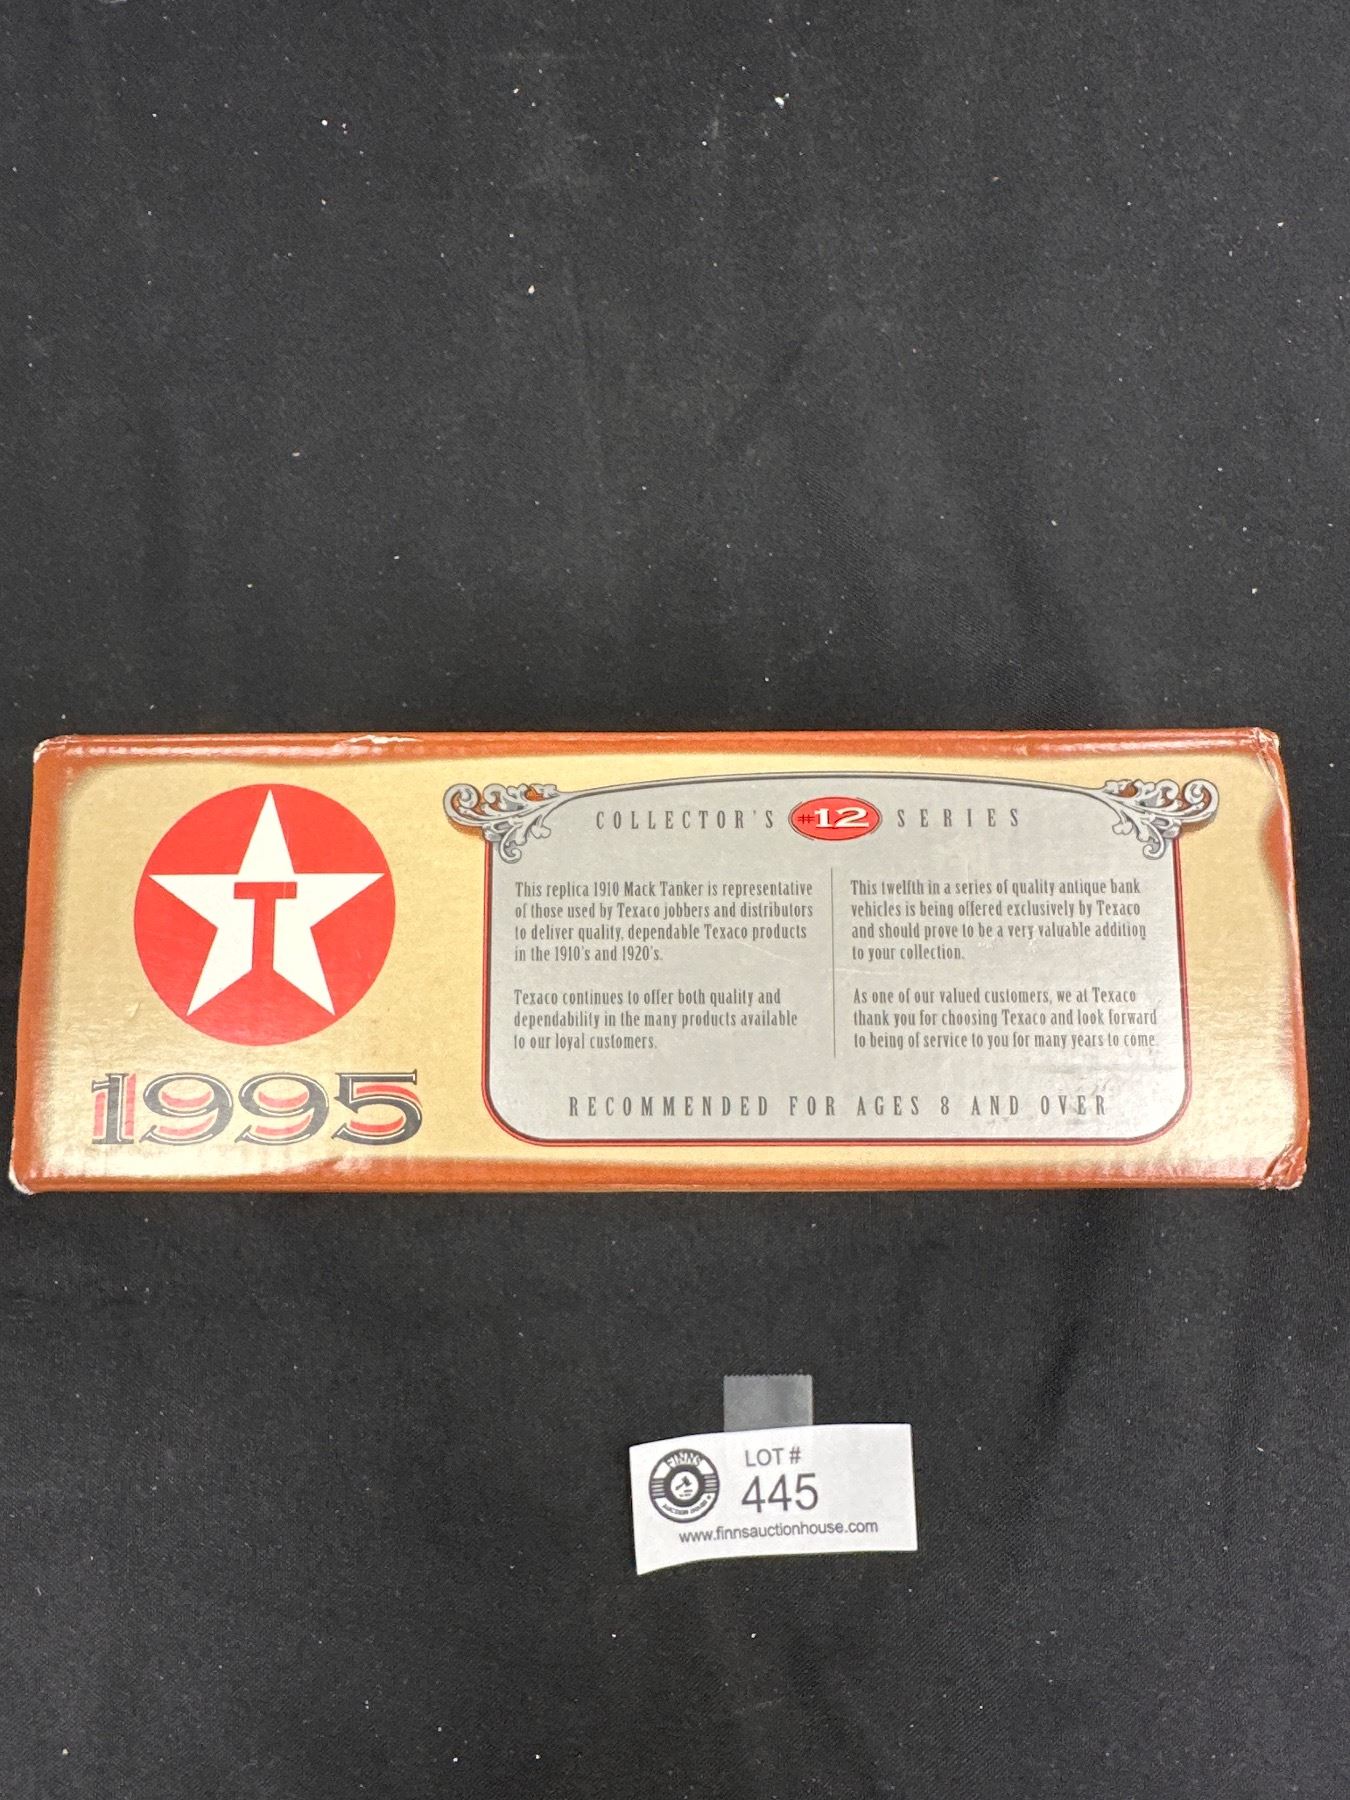 T
1995
COLLECTOR'S #12 SERIES
This replica 1910 Mack Tanker is representative
of those used by Texaco jobbers and distributors
to deliver quality, dependable Texaco products
in the 1910's and 1920's.
Texaco continues to offer both quality and
dependability in the many products available
to our loyal customers.
This twelfth in a series of quality antique bank
vehicles is being offered exclusively by Texaco
and should prove to be a very valuable addition
to your collection.
As one of our valued customers, we at Texaco
thank you for choosing Texaco and look forward
to being of service to you for many years to come.
RECOMMENDED FOR AGES 8 AND OVER
FINNS
AUCTION HOUSE
LOT #
445
www.finnsauctionhouse.com